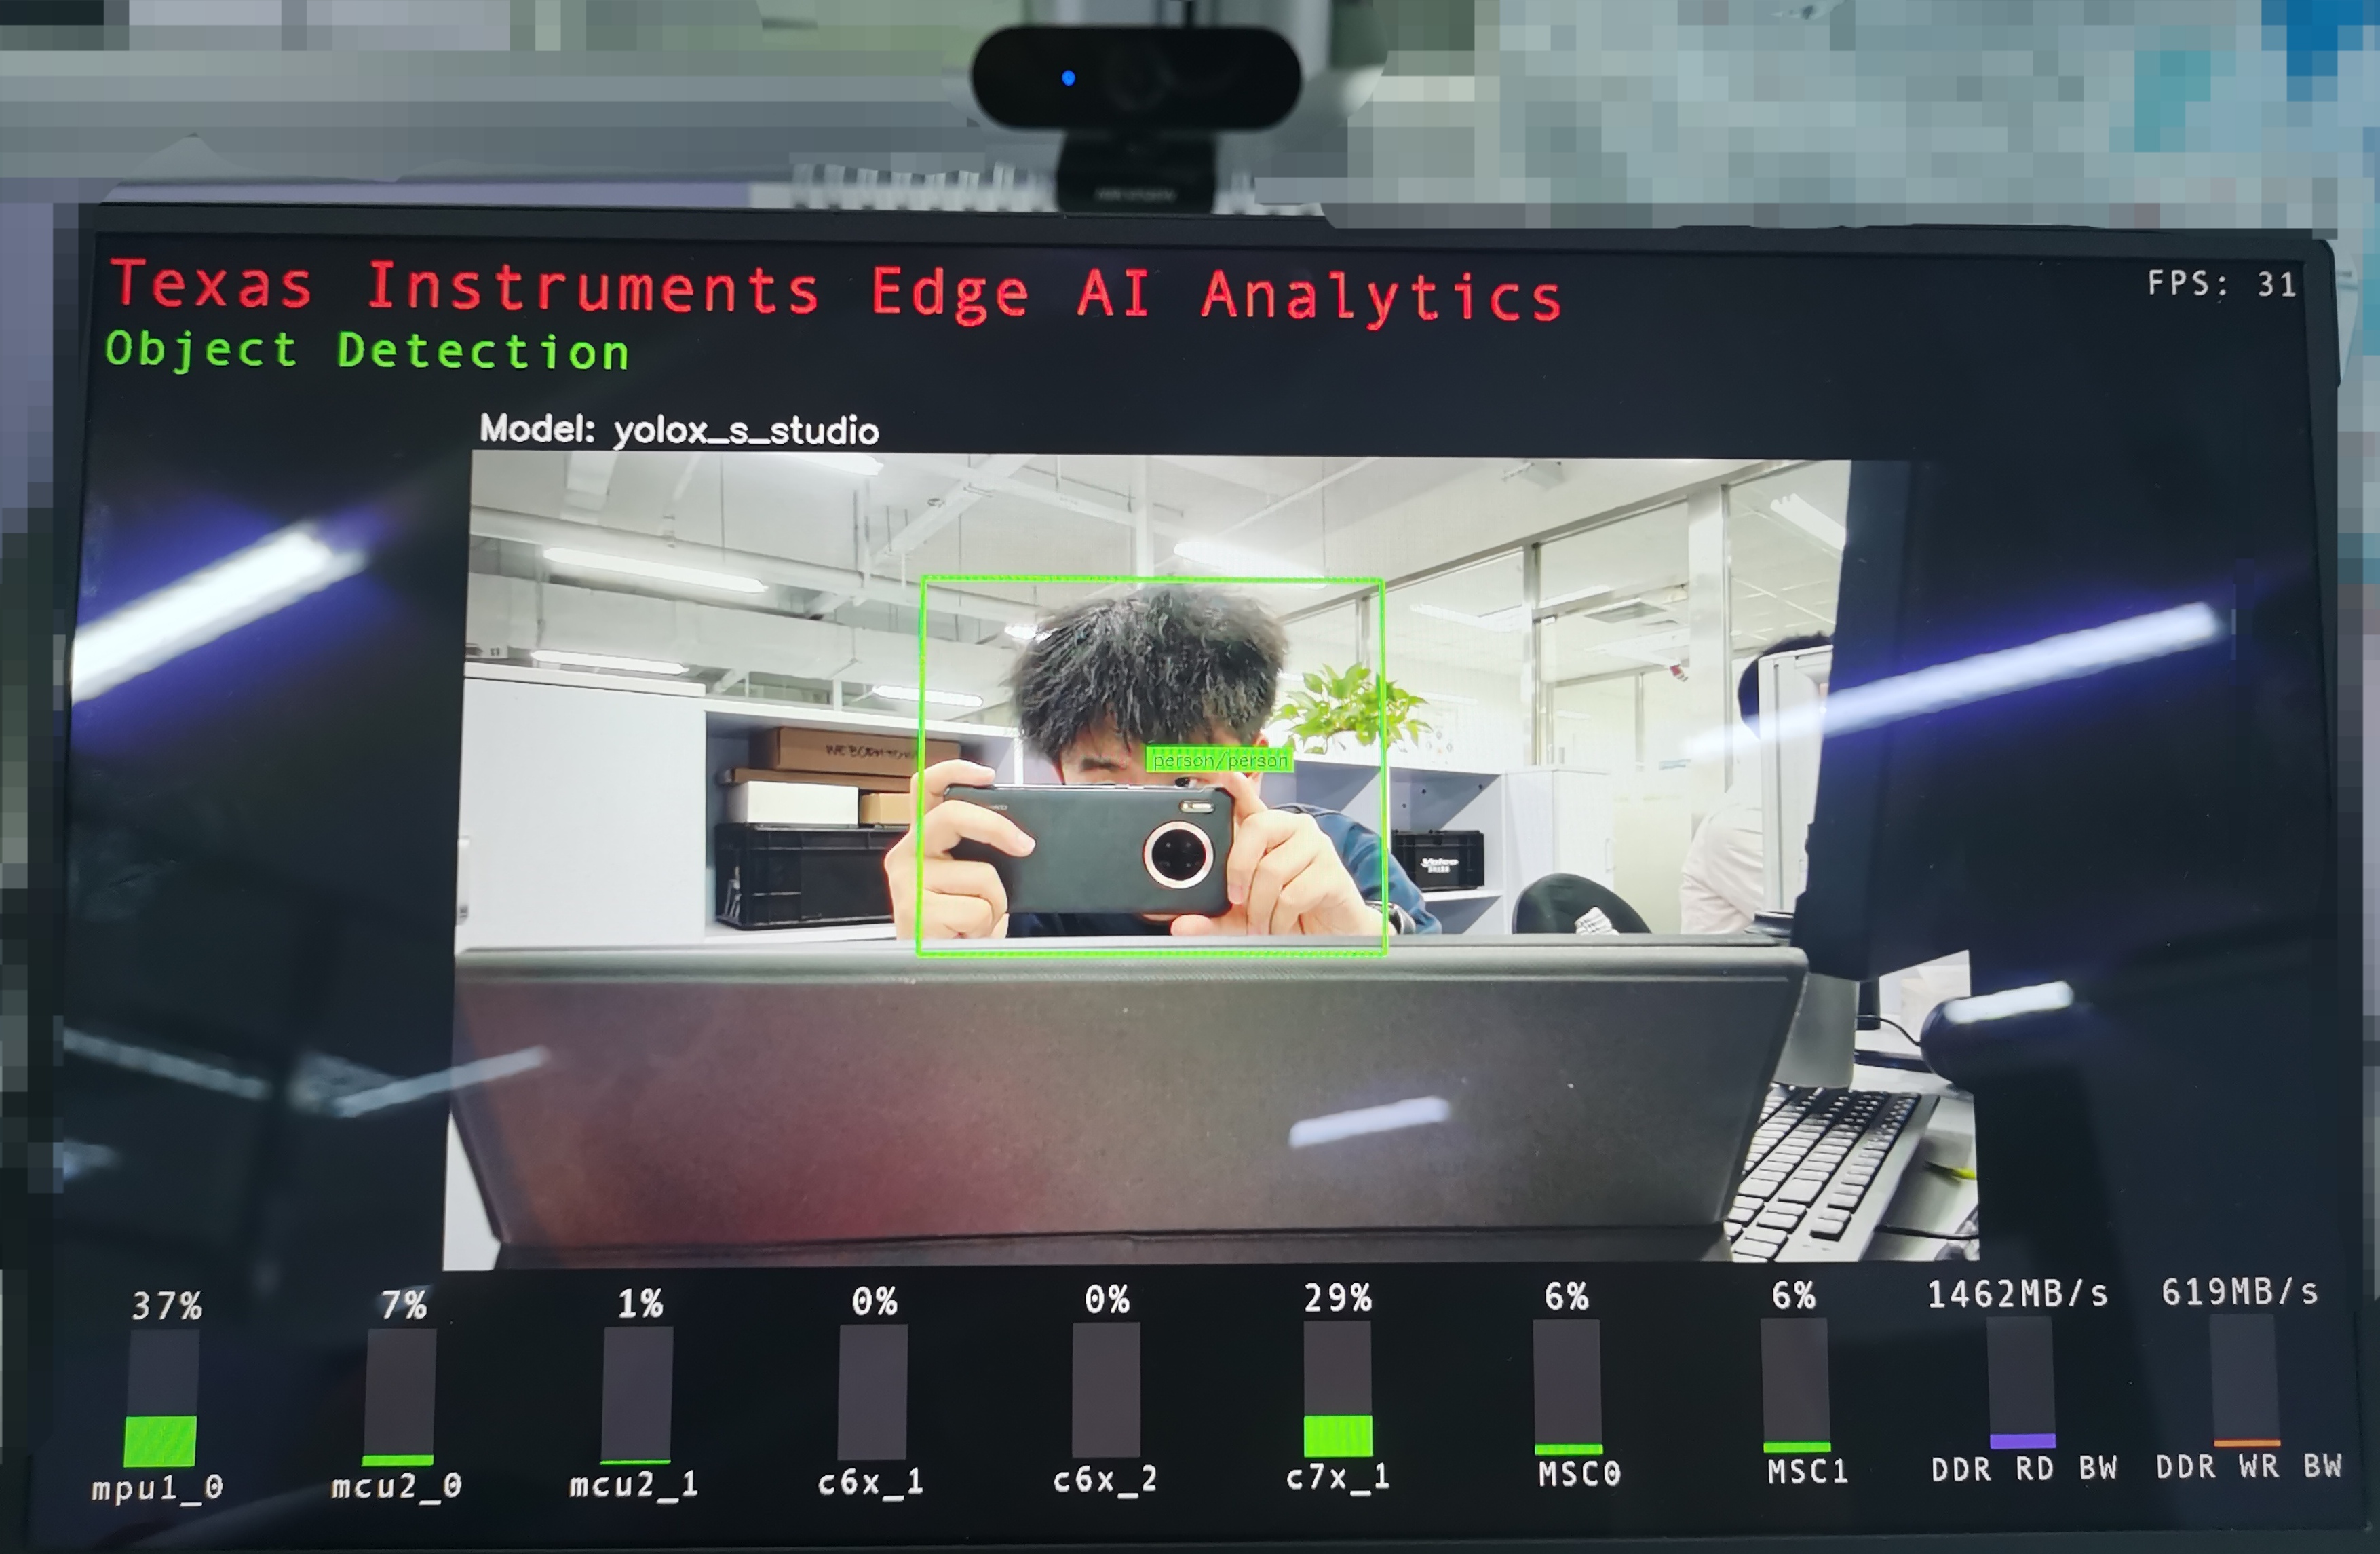 Texas Instruments Edge AI Analytics
FPS: 31
Object Detection
Model: yolox_s_studio
person/person
37% 7% 1% 0% 0% 29% 6% 6% 1462MB/s 619MB/s
mpu1_0 mcu2_0 mcu2_1 c6x_1 c6x_2 c7x_1 MSC0 MSC1 DDR RD BW DDR WR BW